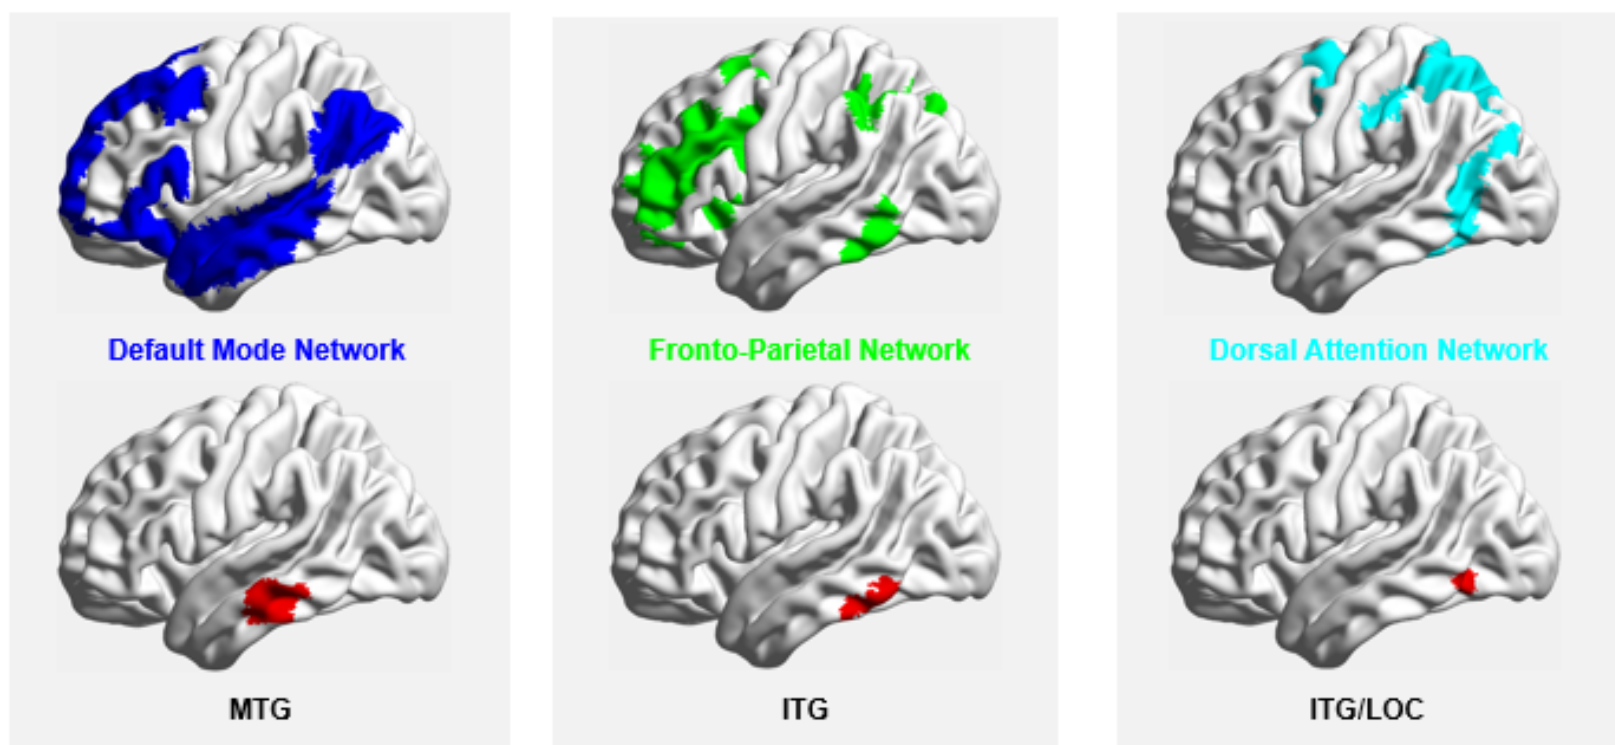 Default Mode Network
Fronto-Parietal Network
Dorsal Attention Network
MTG
ITG
ITG/LOC